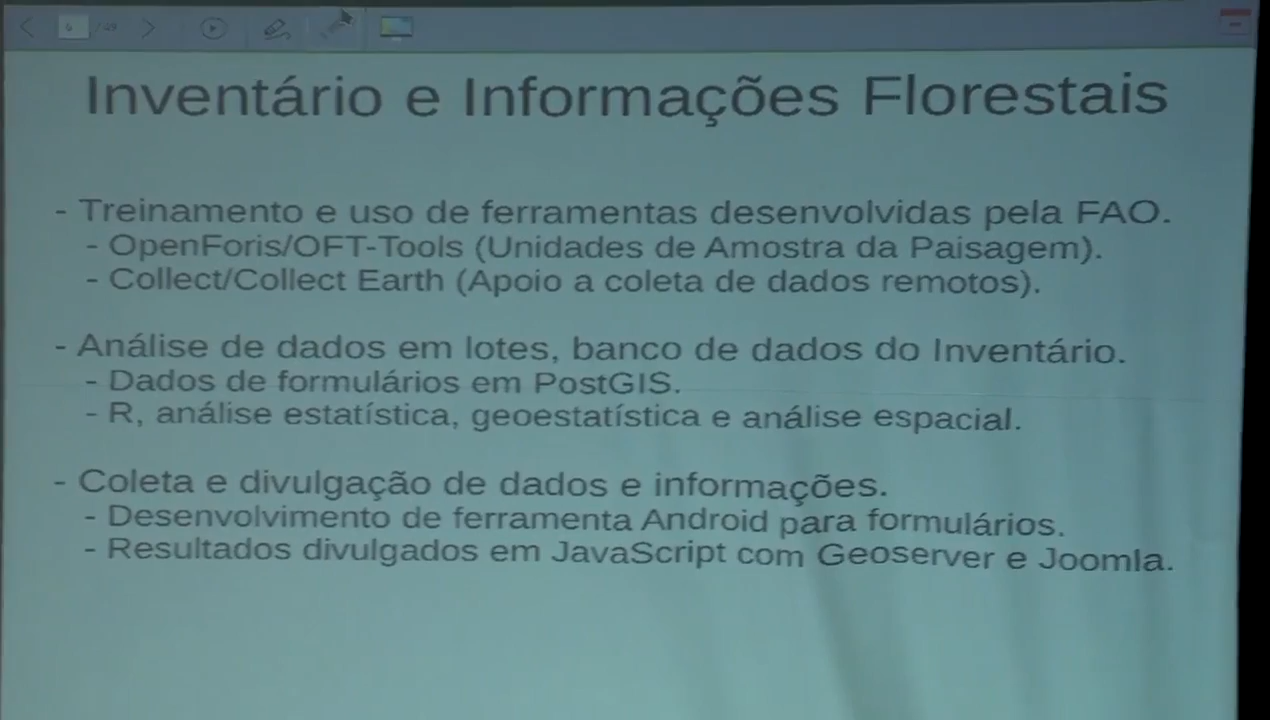 / 49
Inventário e Informações Florestais
- Treinamento e uso de ferramentas desenvolvidas pela FAO.
- OpenForis/OFT-Tools (Unidades de Amostra da Paisagem).
- Collect/Collect Earth (Apoio a coleta de dados remotos).
- Análise de dados em lotes, banco de dados do Inventário.
- Dados de formulários em PostGIS.
- R, análise estatística, geoestatística e análise espacial.
- Coleta e divulgação de dados e informações.
- Desenvolvimento de ferramenta Android para formulários.
- Resultados divulgados em JavaScript com Geoserver e Joomla.